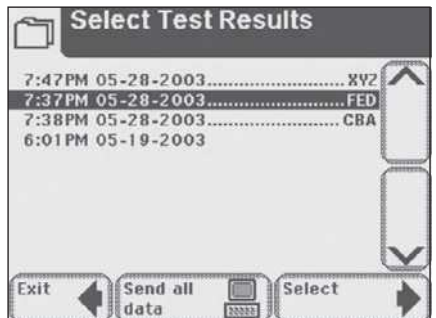 Select Test Results
7:47PM 05-28-2003..........................XYZ
7:37PM 05-28-2003..........................FED
7:38PM 05-28-2003..........................CBA
6:01PM 05-19-2003
Exit
Send all
data
Select